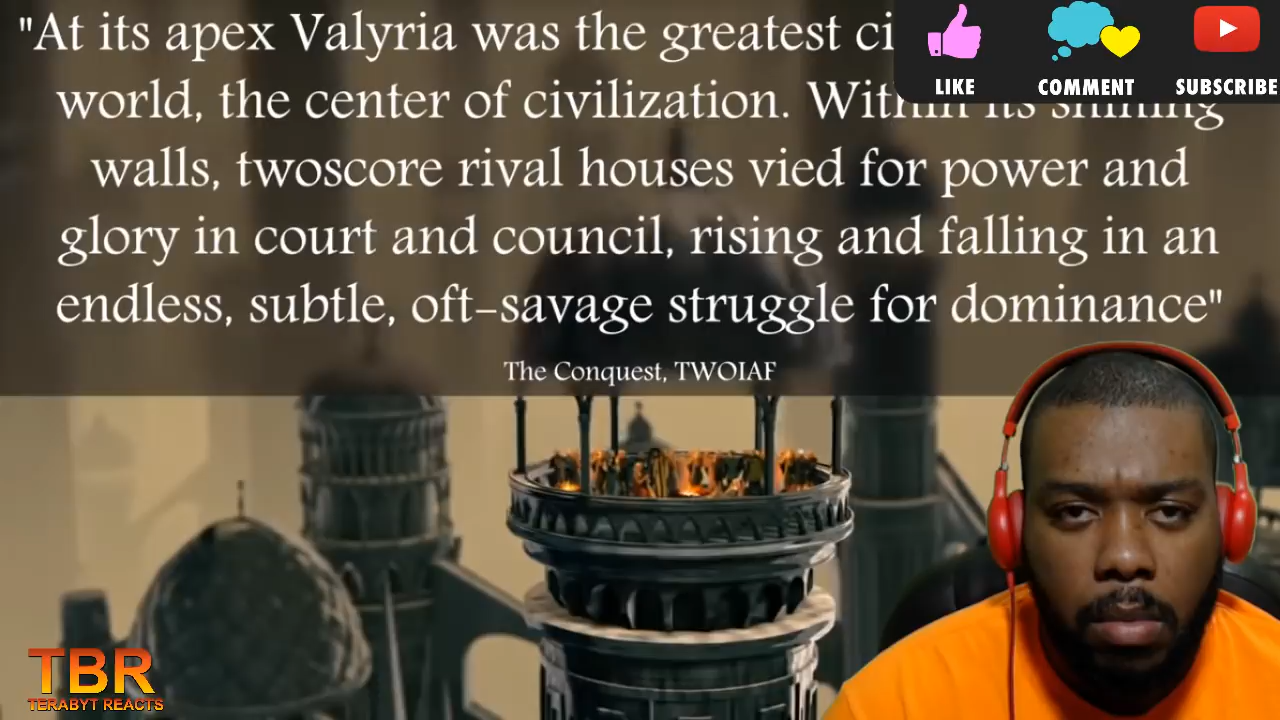 "At its apex Valyria was the greatest
world, the center of civilization. Within its shining
walls, twoscore rival houses vied for power and
glory in court and council, rising and falling in an
endless, subtle, oft-savage struggle for dominance"
The Conquest, TWOIAF
LIKE
COMMENT
SUBSCRIBE
TBR
TERABYT REACTS